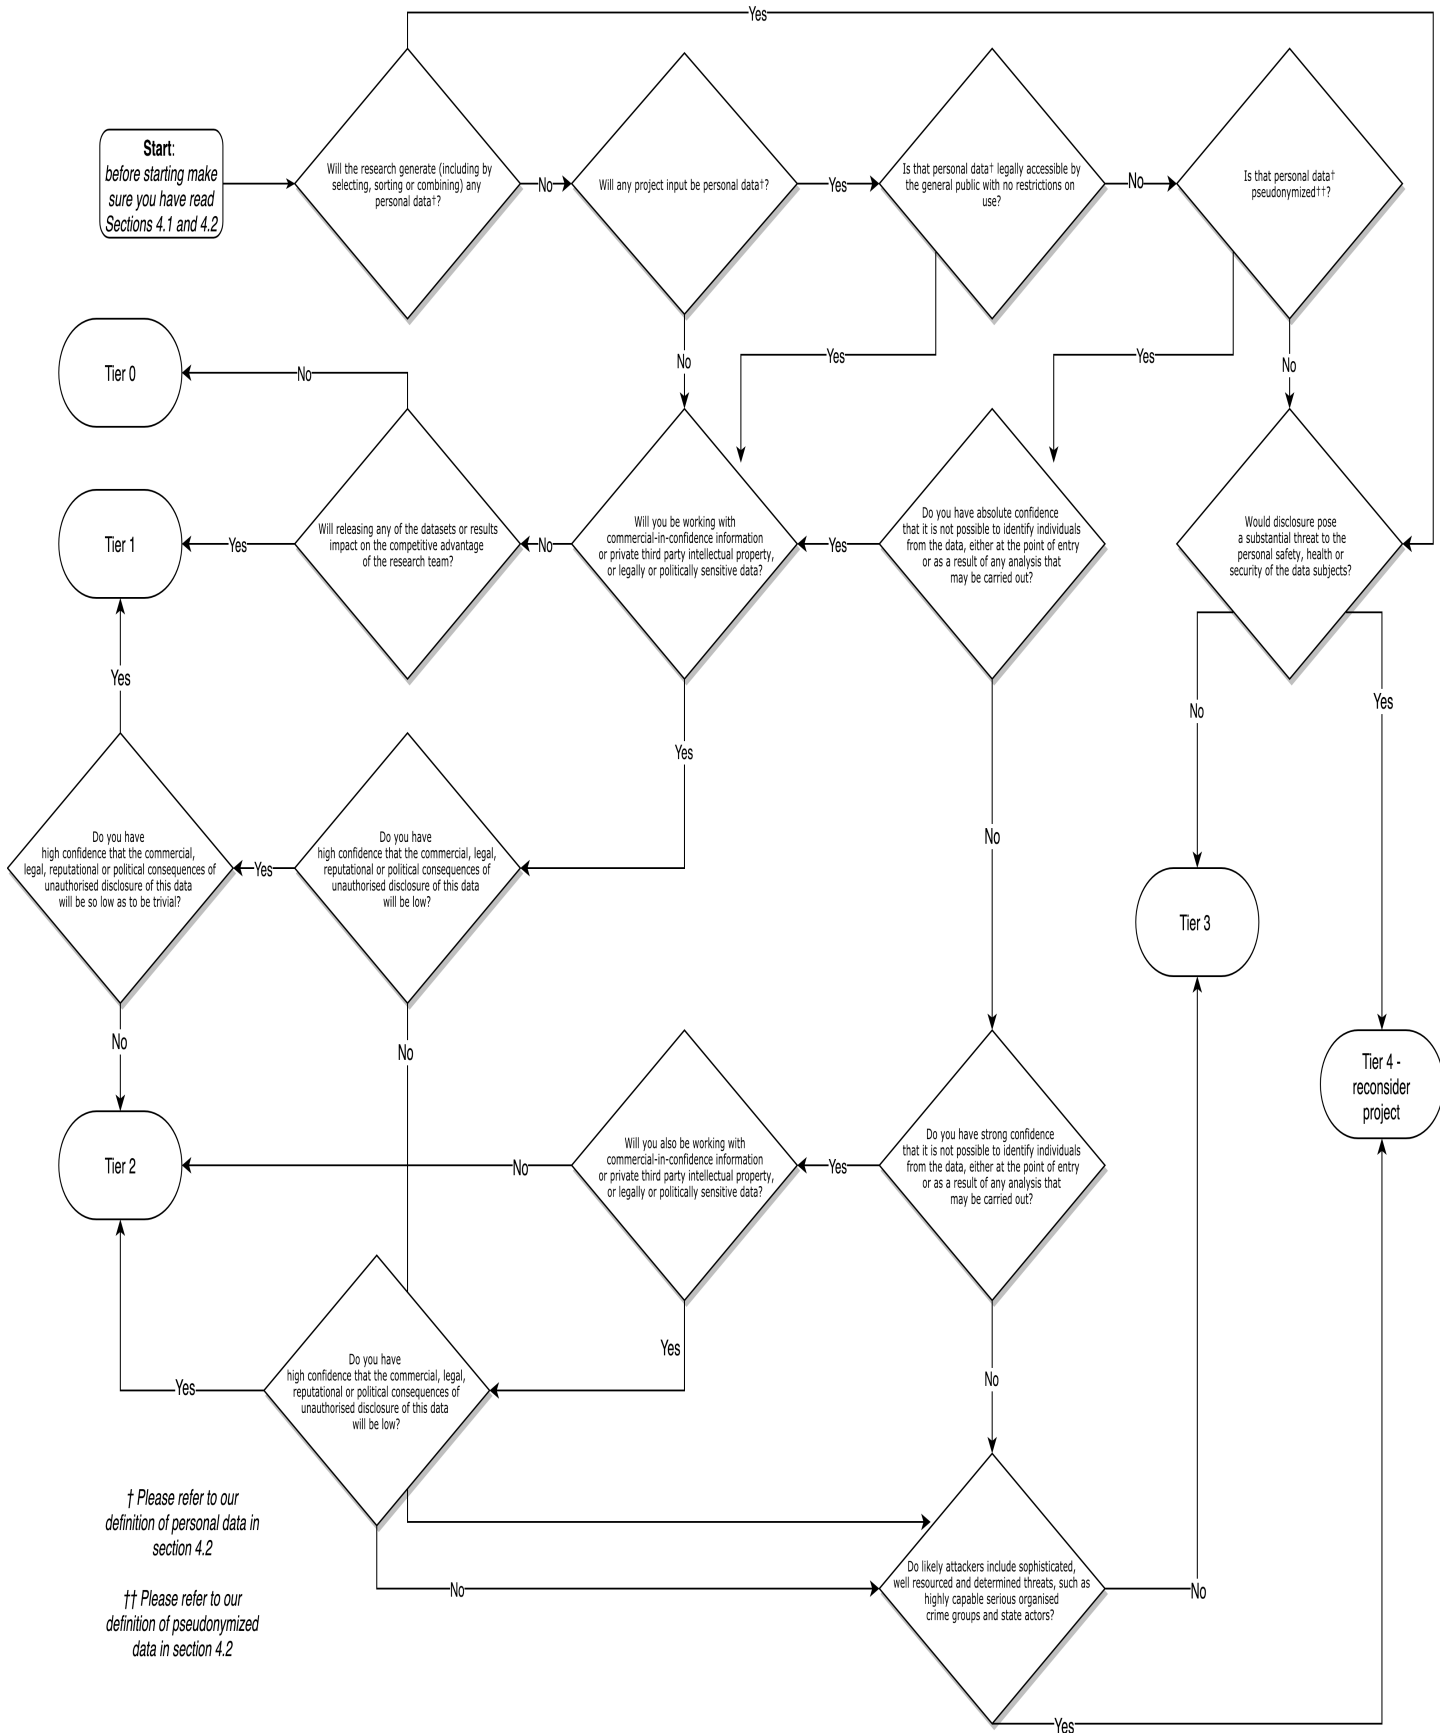 Yes
Start:
before starting make
sure you have read
Sections 4.1 and 4.2
Will the research generate (including by
selecting, sorting or combining) any
personal data†?
No
Will any project input be personal data†?
Yes
Is that personal data† legally accessible by
the general public with no restrictions on
use?
No
Is that personal data†
pseudonymized††?
No
Yes
Yes
No
Tier 0
No
Tier 1
Yes
Will releasing any of the datasets or results
impact on the competitive advantage
of the research team?
No
Will you be working with
commercial-in-confidence information
or private third party intellectual property,
or legally or politically sensitive data?
Yes
Do you have absolute confidence
that it is not possible to identify individuals
from the data, either at the point of entry
or as a result of any analysis that
may be carried out?
Would disclosure pose
a substantial threat to the
personal safety, health or
security of the data subjects?
Yes
Yes
No
No
Yes
Do you have
high confidence that the commercial,
legal, reputational or political consequences of
unauthorised disclosure of this data
will be so low as to be trivial?
Yes
Do you have
high confidence that the commercial, legal,
reputational or political consequences of
unauthorised disclosure of this data
will be low?
Tier 3
No
No
Tier 4 -
reconsider
project
Tier 2
No
Will you also be working with
commercial-in-confidence information
or private third party intellectual property,
or legally or politically sensitive data?
Yes
Do you have strong confidence
that it is not possible to identify individuals
from the data, either at the point of entry
or as a result of any analysis that
may be carried out?
Yes
No
Yes
Do you have
high confidence that the commercial, legal,
reputational or political consequences of
unauthorised disclosure of this data
will be low?
† Please refer to our
definition of personal data in
section 4.2
†† Please refer to our
definition of pseudonymized
data in section 4.2
No
Do likely attackers include sophisticated,
well resourced and determined threats, such as
highly capable serious organised
crime groups and state actors?
No
Yes